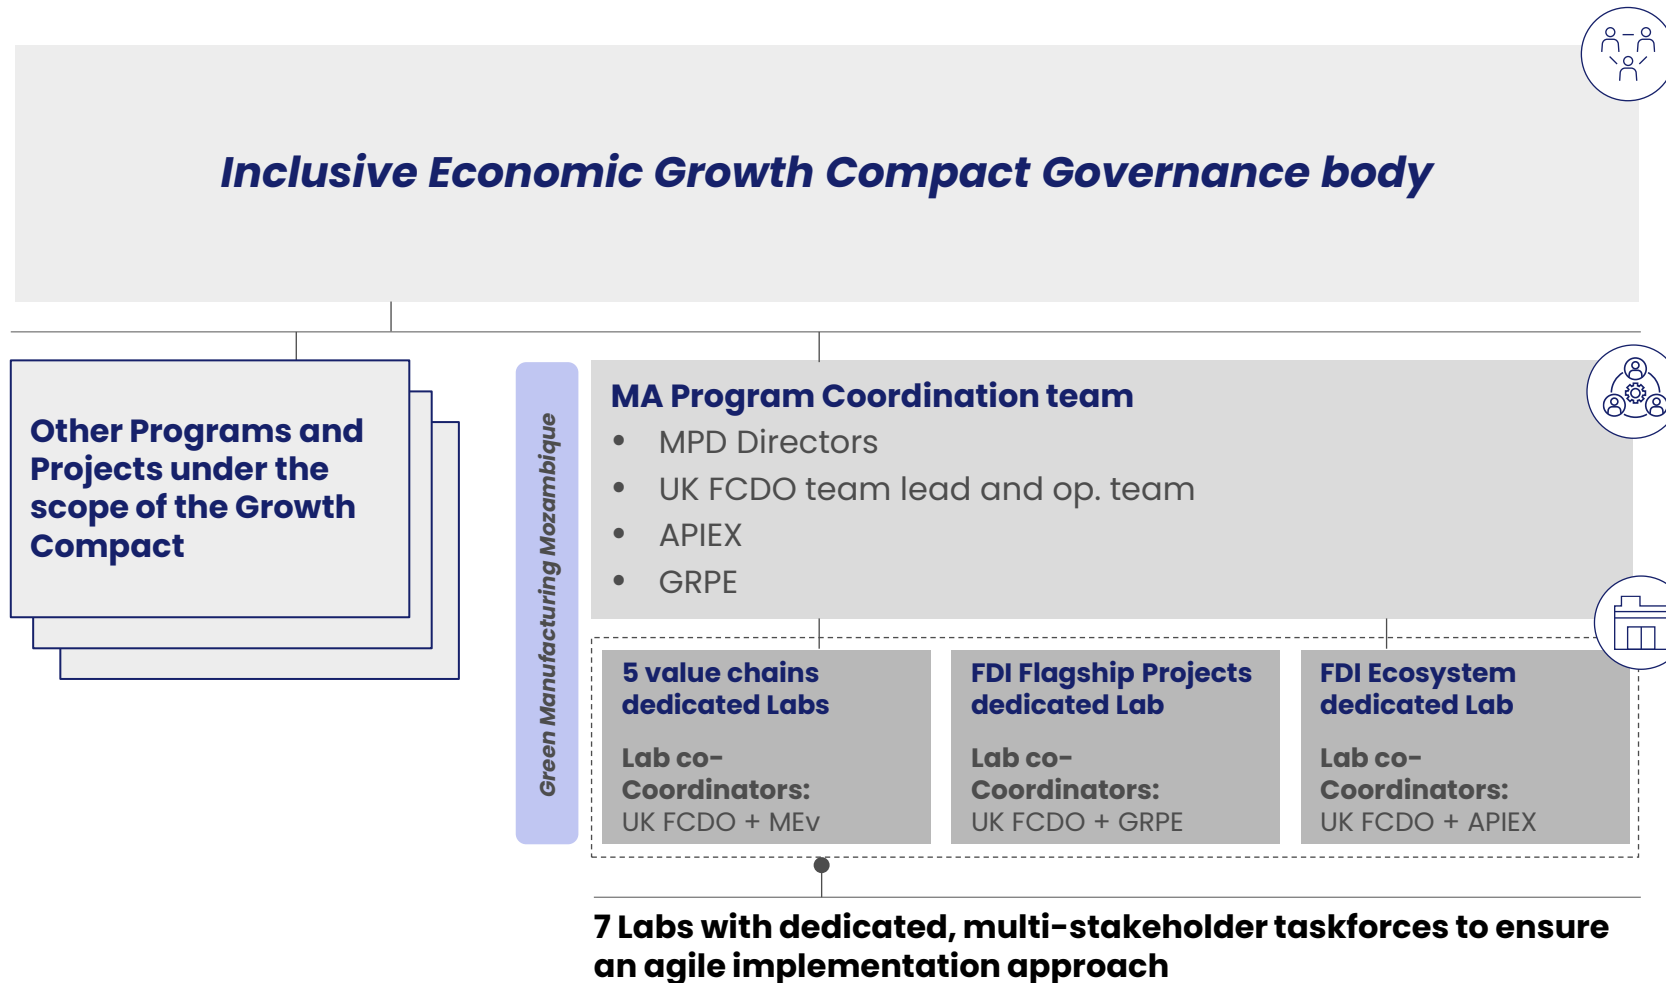 Inclusive Economic Growth Compact Governance body
Other Programs and
Projects under the
scope of the Growth
Compact
Green Manufacturing Mozambique
MA Program Coordination team
• MPD Directors
• UK FCDO team lead and op. team
• APIEX
• GRPE
5 value chains
dedicated Labs
Lab co-
Coordinators:
UK FCDO + MEv
FDI Flagship Projects
dedicated Lab
Lab co-
Coordinators:
UK FCDO + GRPE
FDI Ecosystem
dedicated Lab
Lab co-
Coordinators:
UK FCDO + APIEX
7 Labs with dedicated, multi-stakeholder taskforces to ensure
an agile implementation approach